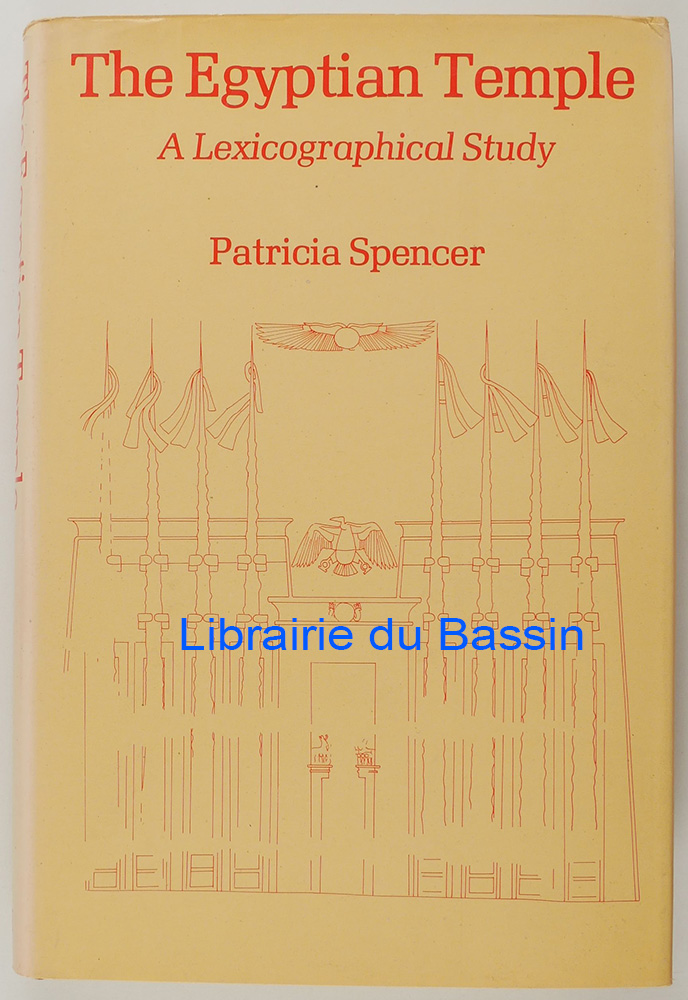 The Egyptian Temple
A Lexicographical Study
Patricia Spencer
Librairie du Bassin